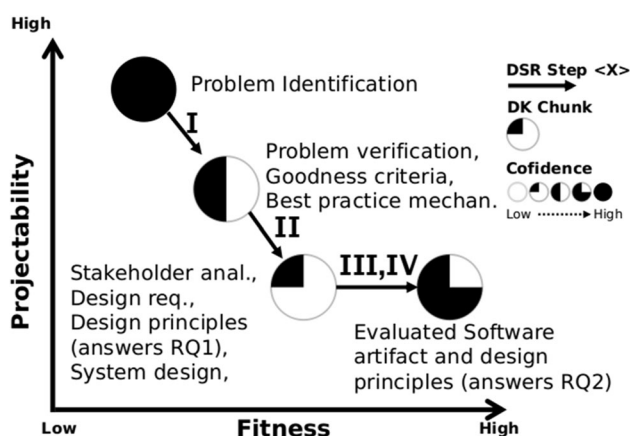 High
Problem Identification
I
Problem verification,
Goodness criteria,
Best practice mechan.
II
Stakeholder anal.,
Design req.,
Design principles
(answers RQ1),
System design,
III,IV
Evaluated Software
artifact and design
principles (answers RQ2)
Projectability
Low
Fitness
High
DSR Step <X>
DK Chunk
Cofidence
Low High